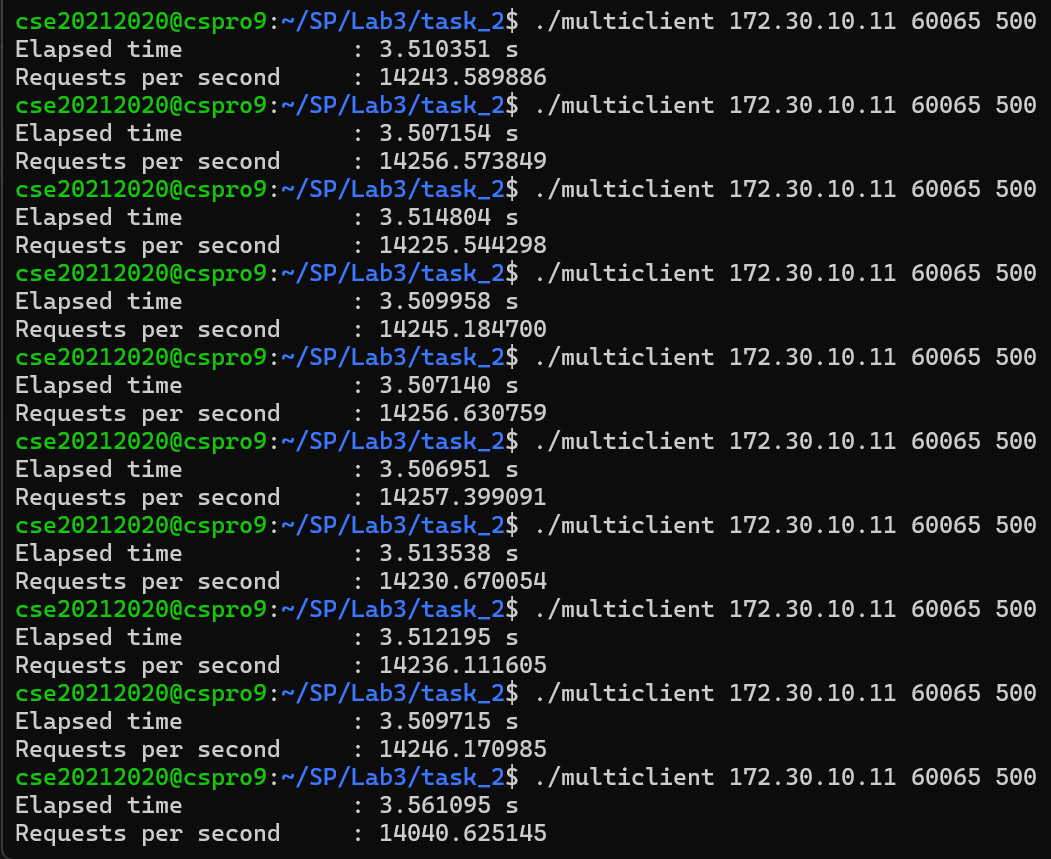 cse20212020@cspro9:~/SP/Lab3/task_2$ ./multiclient 172.30.10.11 60065 500
Elapsed time            : 3.510351 s
Requests per second     : 14243.589886
cse20212020@cspro9:~/SP/Lab3/task_2$ ./multiclient 172.30.10.11 60065 500
Elapsed time            : 3.507154 s
Requests per second     : 14256.573849
cse20212020@cspro9:~/SP/Lab3/task_2$ ./multiclient 172.30.10.11 60065 500
Elapsed time            : 3.514804 s
Requests per second     : 14225.544298
cse20212020@cspro9:~/SP/Lab3/task_2$ ./multiclient 172.30.10.11 60065 500
Elapsed time            : 3.509958 s
Requests per second     : 14245.184700
cse20212020@cspro9:~/SP/Lab3/task_2$ ./multiclient 172.30.10.11 60065 500
Elapsed time            : 3.507140 s
Requests per second     : 14256.630759
cse20212020@cspro9:~/SP/Lab3/task_2$ ./multiclient 172.30.10.11 60065 500
Elapsed time            : 3.506951 s
Requests per second     : 14257.399091
cse20212020@cspro9:~/SP/Lab3/task_2$ ./multiclient 172.30.10.11 60065 500
Elapsed time            : 3.513538 s
Requests per second     : 14230.670054
cse20212020@cspro9:~/SP/Lab3/task_2$ ./multiclient 172.30.10.11 60065 500
Elapsed time            : 3.512195 s
Requests per second     : 14236.111605
cse20212020@cspro9:~/SP/Lab3/task_2$ ./multiclient 172.30.10.11 60065 500
Elapsed time            : 3.509715 s
Requests per second     : 14246.170985
cse20212020@cspro9:~/SP/Lab3/task_2$ ./multiclient 172.30.10.11 60065 500
Elapsed time            : 3.561095 s
Requests per second     : 14040.625145